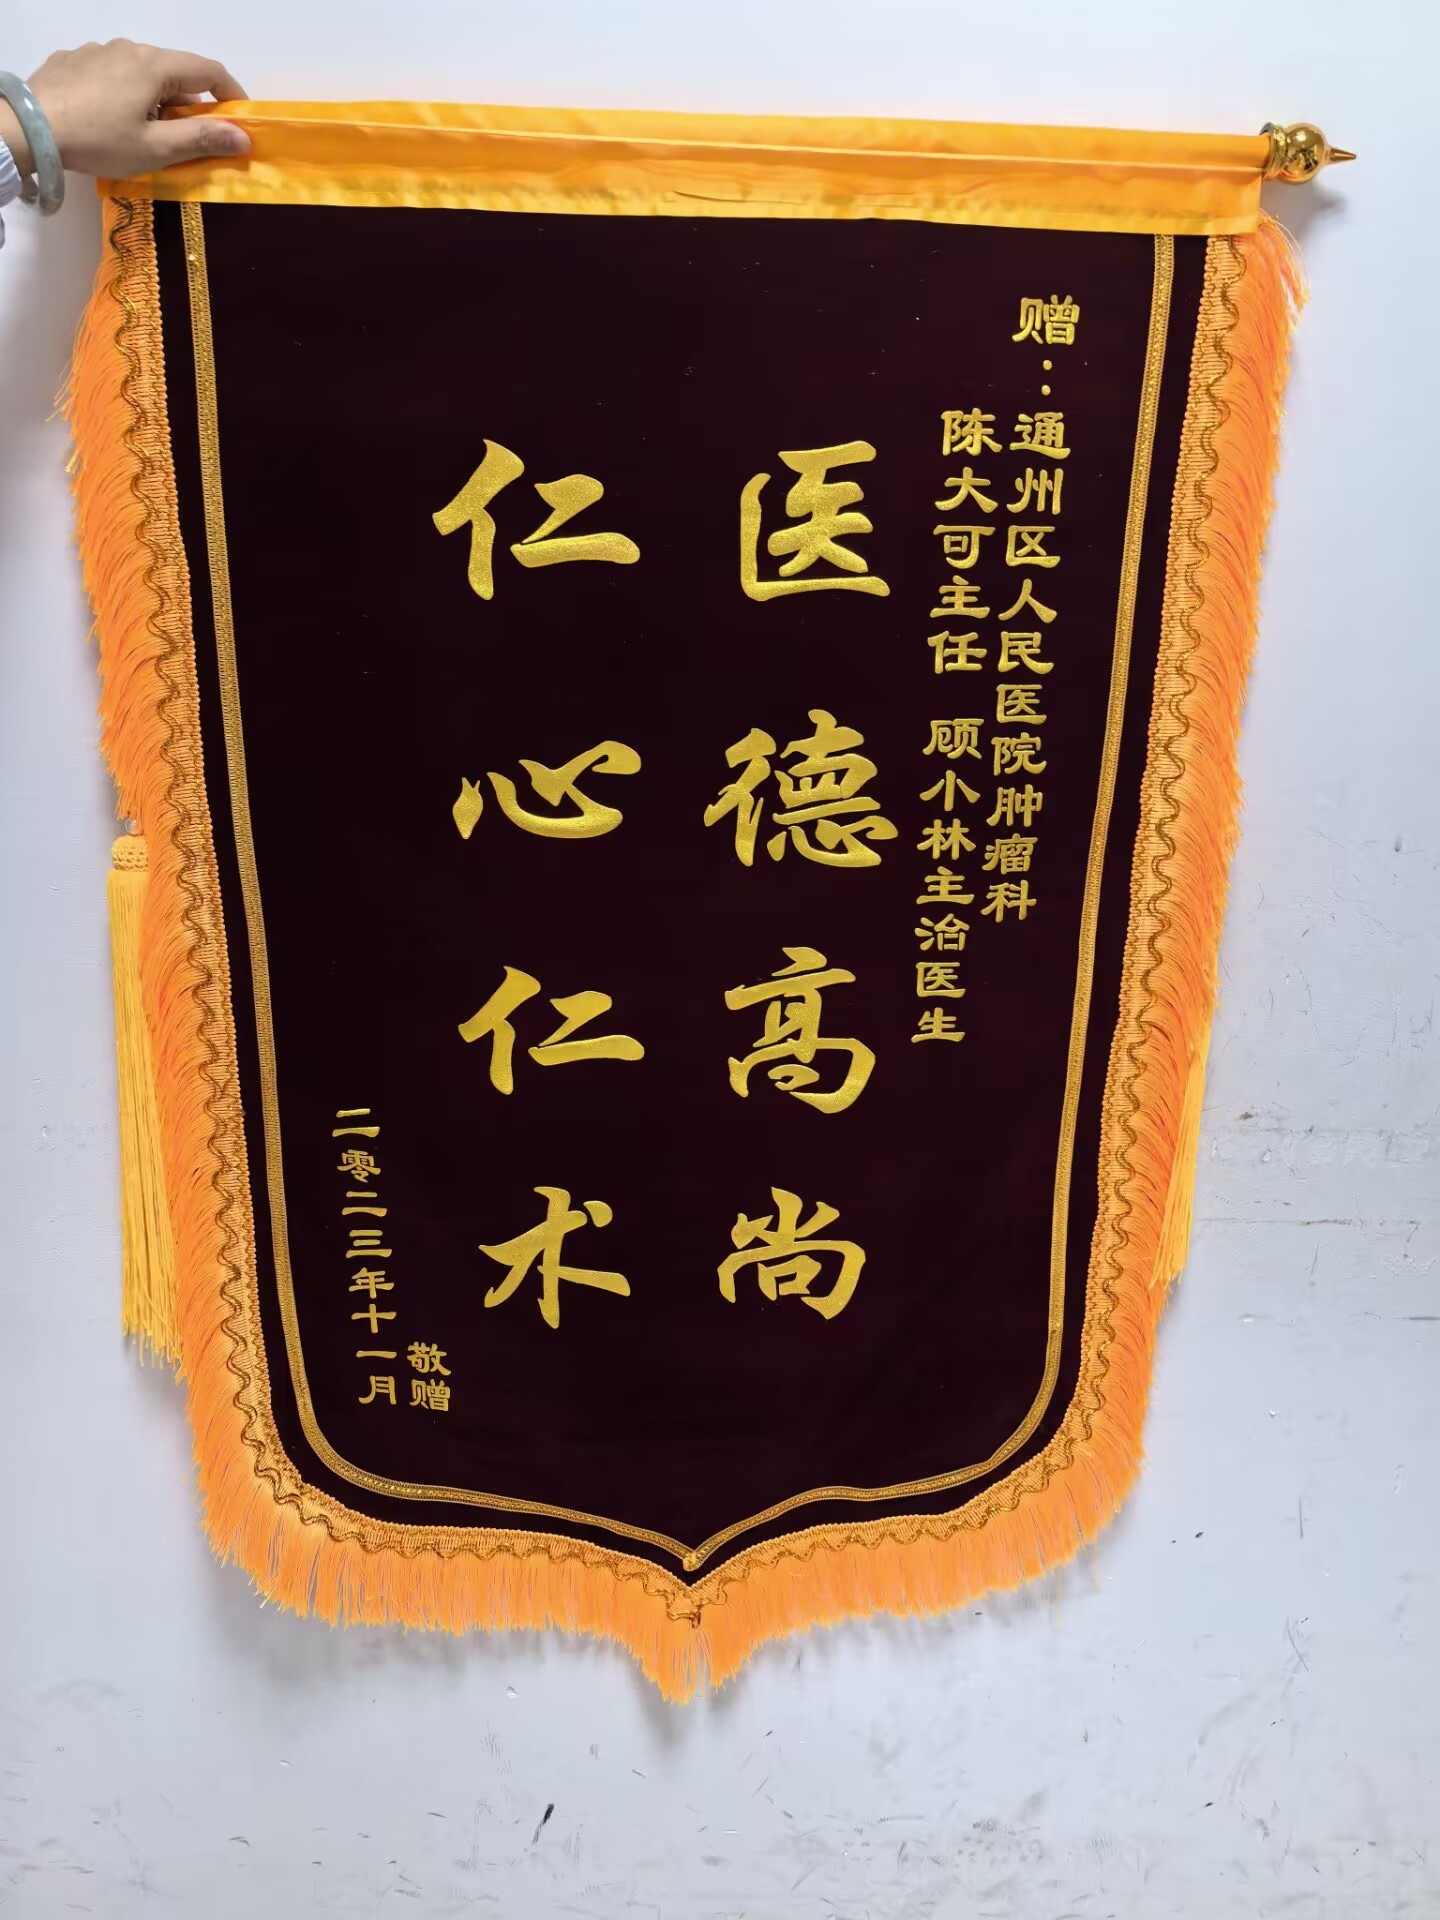 赠：通州区人民医院肿瘤科
陈大可主任 顾小林主治医生
医德高尚
仁心仁术
敬赠
二零二三年十一月